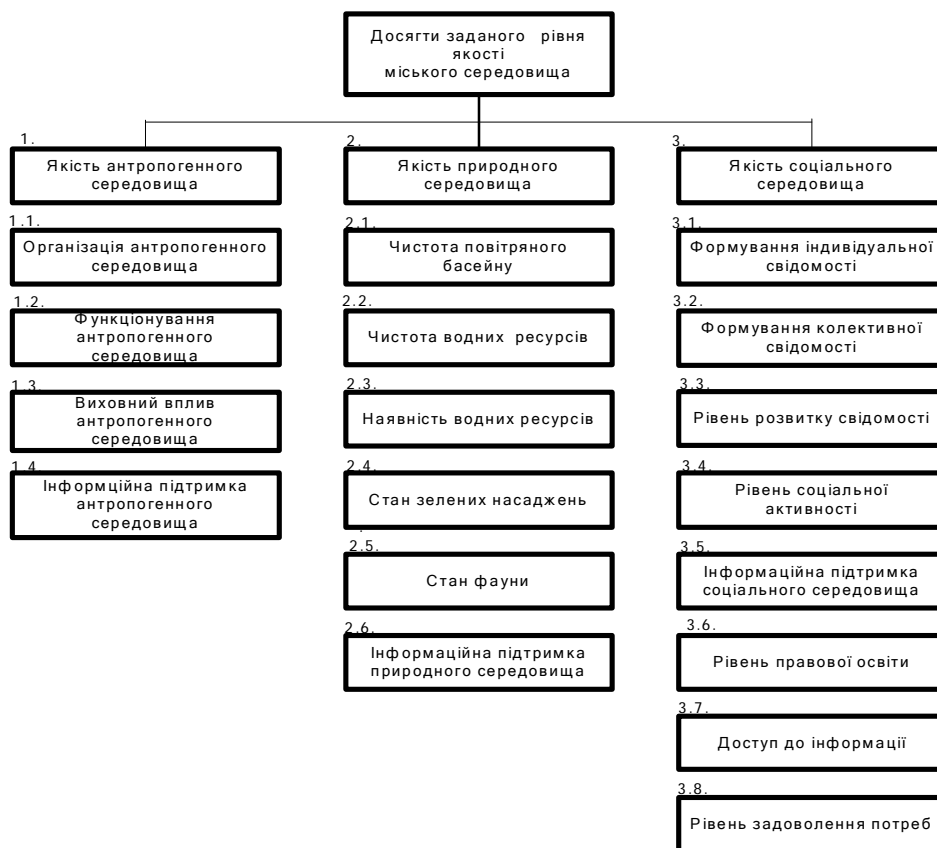 Досягти заданого рівня
якості
міського середовища
1.
Якість антропогенного
середовища
1.1.
Організація антропогенного
середовища
1.2.
Функціонування
антропогенного
середовища
1.3.
Виховний вплив
антропогенного
середовища
1.4
Інформційна підтримка
антропогенного
середовища
2.
Якість природного
середовища
2.1.
Чистота повітряного
басейну
2.2.
Чистота водних ресурсів
2.3.
Наявність водних ресурсів
2.4.
Стан зелених насаджень
2.5.
Стан фауни
2.6.
Інформаційна підтримка
природного середовища
3.
Якість соціального
середовища
3.1.
Формування індивідуальної
свідомості
3.2.
Формування колективної
свідомості
3.3.
Рівень розвитку свідомості
3.4.
Рівень соціальної
активності
3.5.
Інформаційна підтримка
соціального середовища
3.6.
Рівень правової освіти
3.7.
Доступ до інформації
3.8.
Рівень задоволення потреб